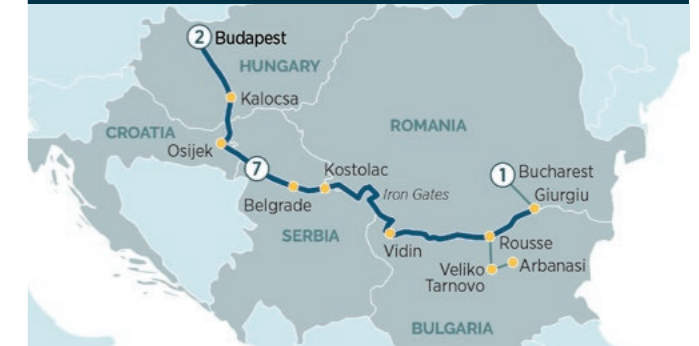 2 Budapest
HUNGARY
Kalocsa
CROATIA
ROMANIA
Osijek
7
Kostolac
1 Bucharest
Iron Gates
Giurgiu
Belgrade
SERBIA
Vidin
Rousse
Veliko
Tarnovo
Arbanasi
BULGARIA